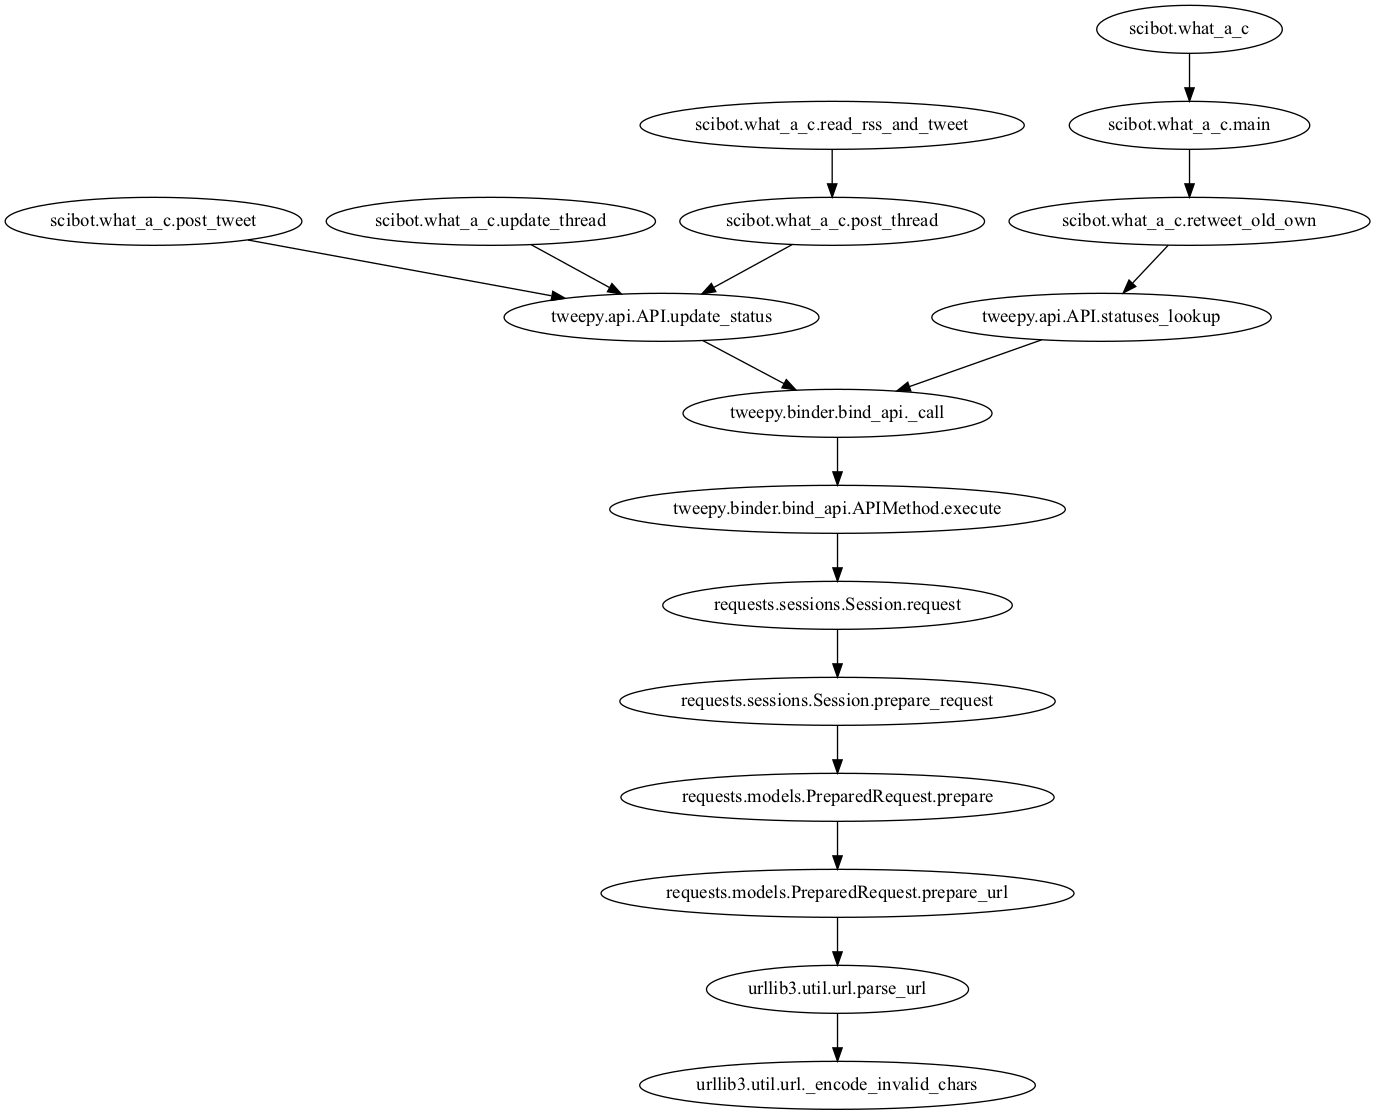 scibot.what_a_c
scibot.what_a_c.read_rss_and_tweet
scibot.what_a_c.main
scibot.what_a_c.post_tweet
scibot.what_a_c.update_thread
scibot.what_a_c.post_thread
scibot.what_a_c.retweet_old_own
tweepy.api.API.update_status
tweepy.api.API.statuses_lookup
tweepy.binder.bind_api._call
tweepy.binder.bind_api.APIMethod.execute
requests.sessions.Session.request
requests.sessions.Session.prepare_request
requests.models.PreparedRequest.prepare
requests.models.PreparedRequest.prepare_url
urllib3.util.url.parse_url
urllib3.util.url._encode_invalid_chars